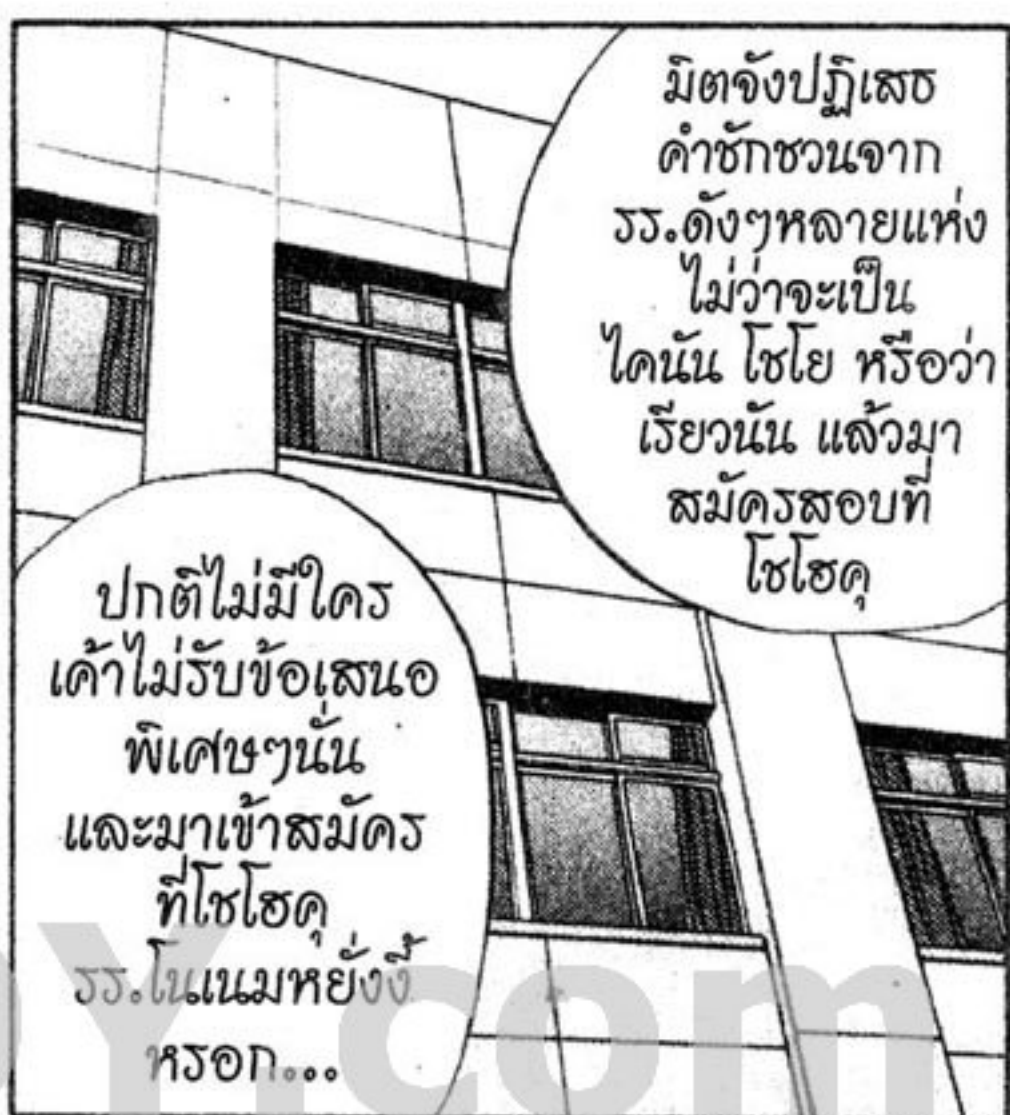 มิตจังปฏิเสธ
คำชักชวนจาก
รร.ดังๆหลายแห่ง
ไม่ว่าจะเป็น
ไคนัน โชโย หรือว่า
เรียวนัน แล้วมา
สมัครสอบที่
โชโฮคุ
ปกติไม่มีใคร
เค้าไม่รับข้อเสนอ
พิเศษๆนั่น
และมาเข้าสมัคร
ที่โชโฮคุ
รร.โนเนมหยั่งงี้
หรอก...